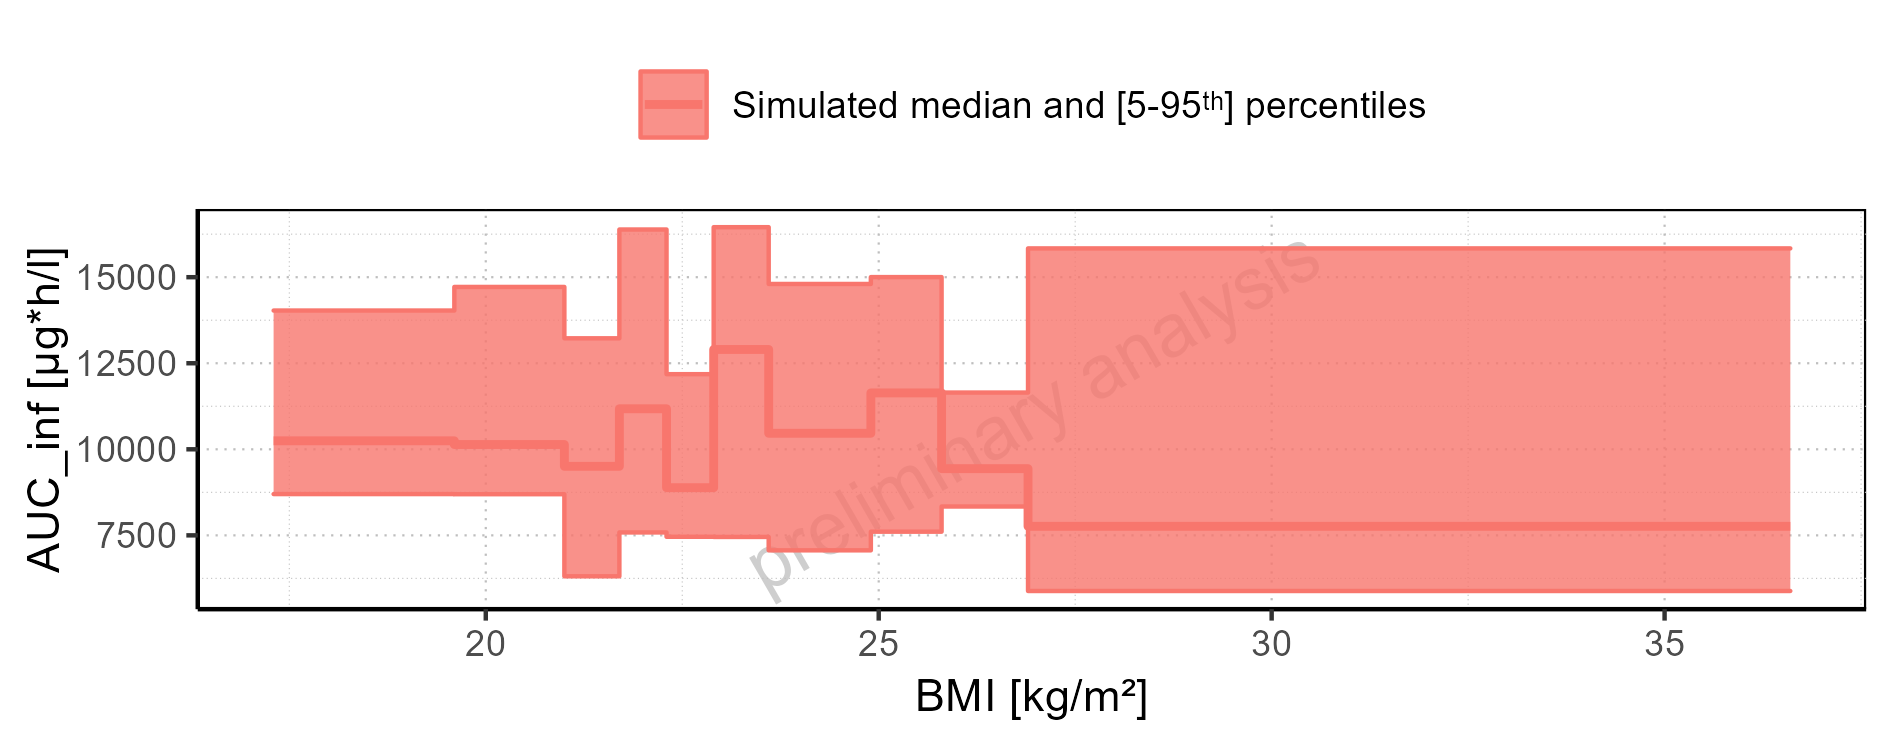 Simulated median and [5-95th] percentiles
AUC_inf [µg*h/l]
15000
12500
10000
7500
preliminary analysis
20 25 30 35
BMI [kg/m²]